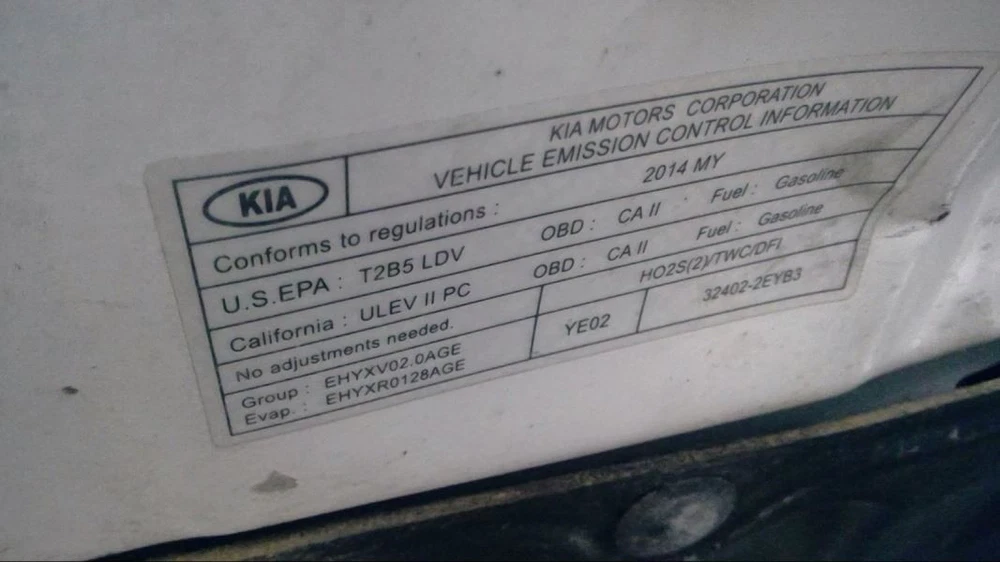 KIA MOTORS CORPORATION
KIA VEHICLE EMISSION CONTROL INFORMATION
Conforms to regulations : 2014 MY
U.S.EPA : T2B5 LDV OBD : CA II Fuel : Gasoline
California : ULEV II PC OBD : CA II Fuel : Gasoline
No adjustments needed. HO2S(2)/TWC/DFI
Group : EHYXV02.0AGE YE02 32402-2EYB3
Evap. : EHYXR0128AGE